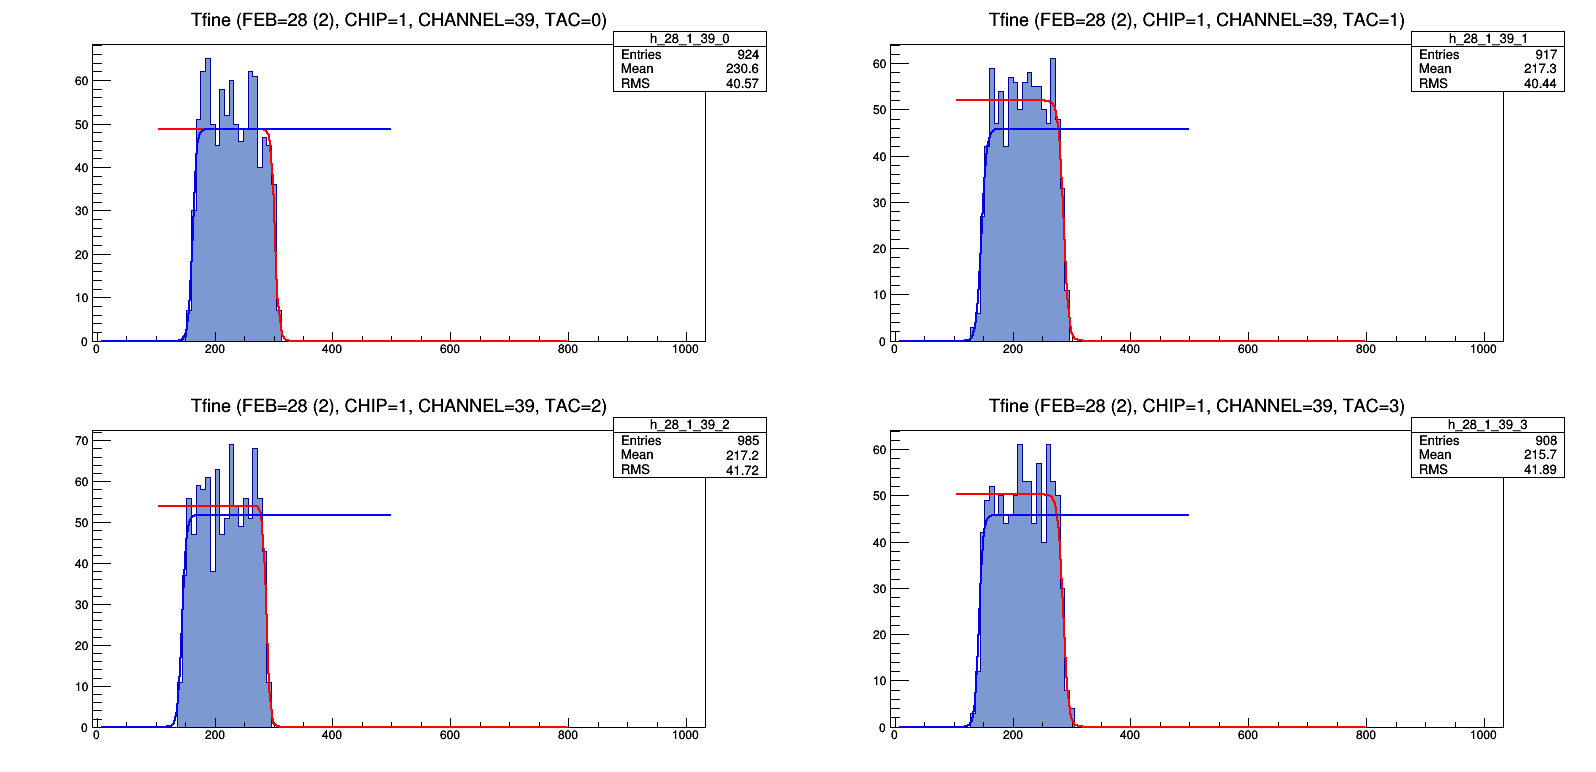 Tfine (FEB=28 (2), CHIP=1, CHANNEL=39, TAC=0)
h_28_1_39_0
Entries 924
Mean 230.6
RMS 40.57
60
50
40
30
20
10
0
0 200 400 600 800 1000
Tfine (FEB=28 (2), CHIP=1, CHANNEL=39, TAC=1)
h_28_1_39_1
Entries 917
Mean 217.3
RMS 40.44
60
50
40
30
20
10
0
0 200 400 600 800 1000
Tfine (FEB=28 (2), CHIP=1, CHANNEL=39, TAC=2)
h_28_1_39_2
Entries 985
Mean 217.2
RMS 41.72
70
60
50
40
30
20
10
0
0 200 400 600 800 1000
Tfine (FEB=28 (2), CHIP=1, CHANNEL=39, TAC=3)
h_28_1_39_3
Entries 908
Mean 215.7
RMS 41.89
60
50
40
30
20
10
0
0 200 400 600 800 1000